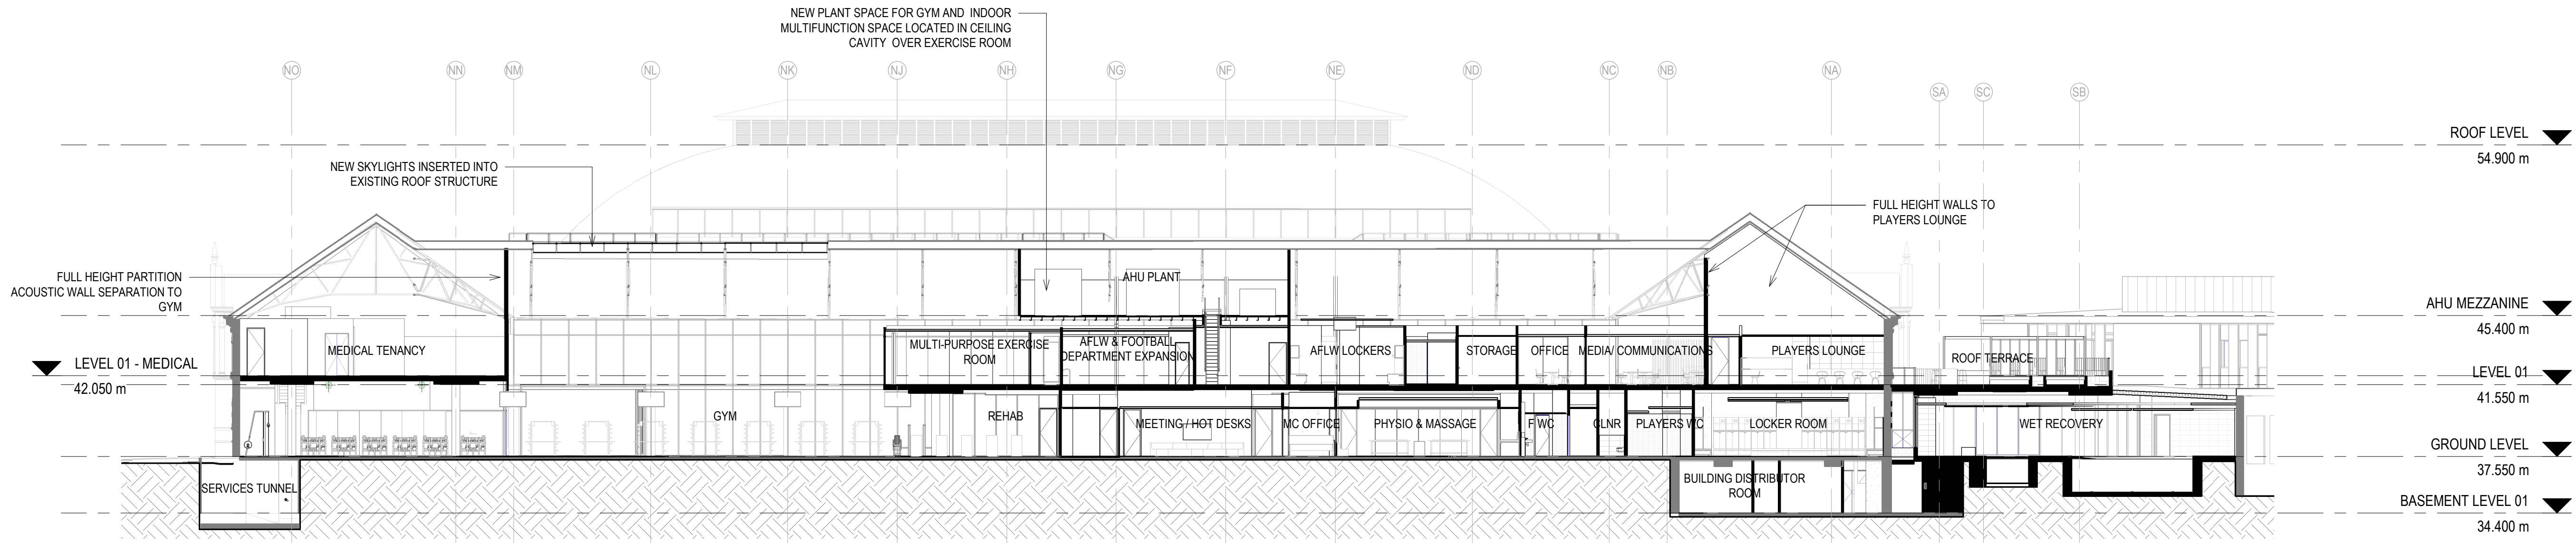 NEW PLANT SPACE FOR GYM AND INDOOR
MULTIFUNCTION SPACE LOCATED IN CEILING
CAVITY OVER EXERCISE ROOM
NO
NN
NM
NL
NK
NJ
NH
NG
NF
NE
ND
NC
NB
NA
SA
SC
SB
ROOF LEVEL
54.900 m
NEW SKYLIGHTS INSERTED INTO
EXISTING ROOF STRUCTURE
FULL HEIGHT WALLS TO
PLAYERS LOUNGE
FULL HEIGHT PARTITION
ACOUSTIC WALL SEPARATION TO
GYM
AHU PLANT
AHU MEZZANINE
45.400 m
MEDICAL TENANCY
MULTI-PURPOSE EXERCISE
ROOM
AFLW & FOOTBALL
DEPARTMENT EXPANSION
AFLW LOCKERS
STORAGE
OFFICE
MEDIA/ COMMUNICATIONS
PLAYERS LOUNGE
ROOF TERRACE
LEVEL 01 - MEDICAL
42.050 m
LEVEL 01
41.550 m
GYM
REHAB
MEETING / HOT DESKS
MC OFFICE
PHYSIO & MASSAGE
F WC
CLNR
PLAYERS WC
LOCKER ROOM
WET RECOVERY
GROUND LEVEL
37.550 m
SERVICES TUNNEL
BUILDING DISTRIBUTOR
ROOM
BASEMENT LEVEL 01
34.400 m